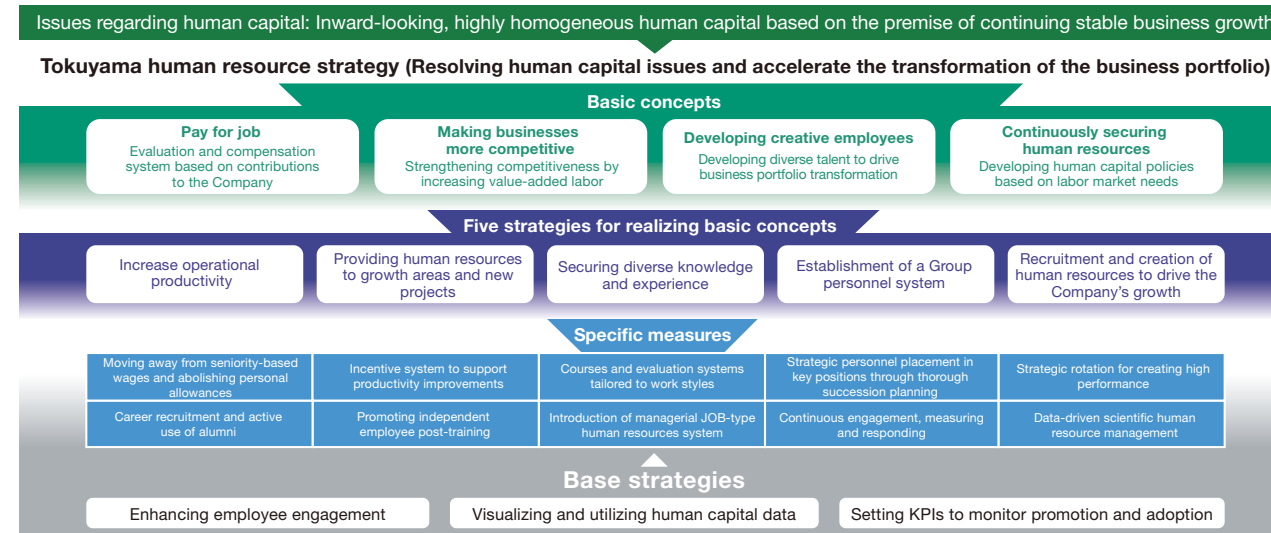 Issues regarding human capital: Inward-looking, highly homogeneous human capital based on the premise of continuing stable business growth
Tokuyama human resource strategy (Resolving human capital issues and accelerate the transformation of the business portfolio)
Basic concepts
Pay for job
Evaluation and compensation
system based on contributions
to the Company
Making businesses
more competitive
Strengthening competitiveness by
increasing value-added labor
Developing creative employees
Developing diverse talent to drive
business portfolio transformation
Continuously securing
human resources
Developing human capital policies
based on labor market needs
Five strategies for realizing basic concepts
Increase operational
productivity
Providing human resources
to growth areas and new
projects
Securing diverse knowledge
and experience
Establishment of a Group
personnel system
Recruitment and creation of
human resources to drive the
Company's growth
Specific measures
Moving away from seniority-based
wages and abolishing personal
allowances
Incentive system to support
productivity improvements
Courses and evaluation systems
tailored to work styles
Strategic personnel placement in
key positions through thorough
succession planning
Strategic rotation for creating high
performance
Career recruitment and active
use of alumni
Promoting independent
employee post-training
Introduction of managerial JOB-type
human resources system
Continuous engagement, measuring
and responding
Data-driven scientific human
resource management
Base strategies
Enhancing employee engagement
Visualizing and utilizing human capital data
Setting KPIs to monitor promotion and adoption